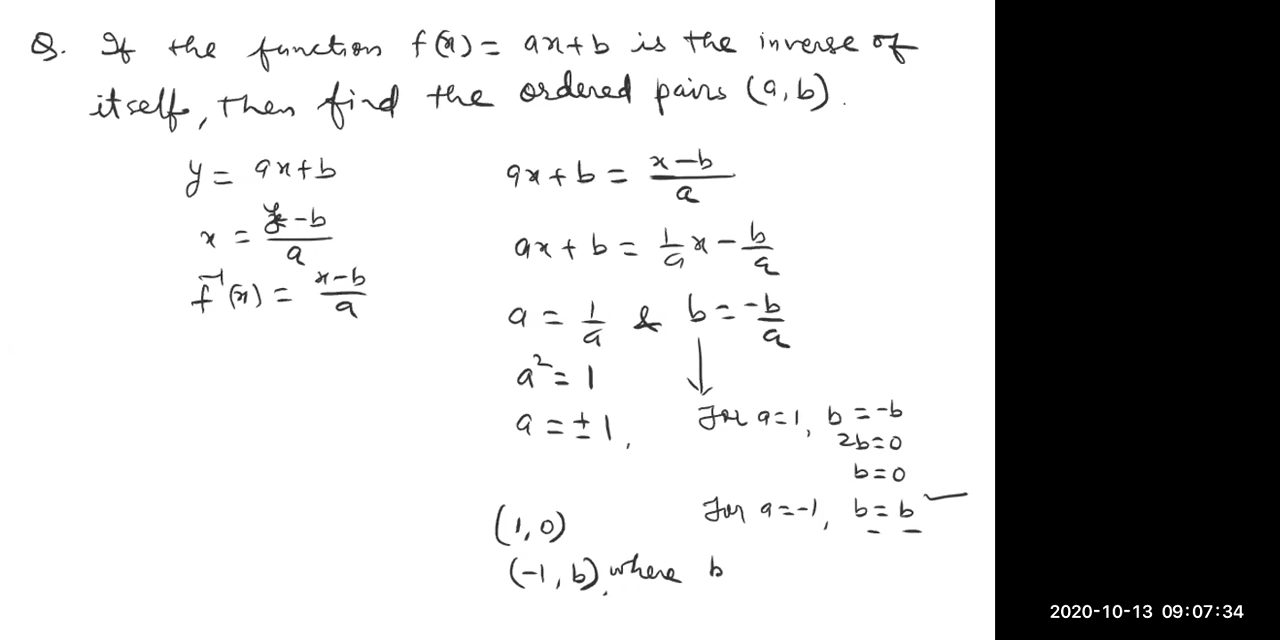 Q. If the function f(x) = ax+b is the inverse of
itself, then find the ordered pairs (a, b).
y = ax+b
x = y-b/a
f⁻¹(x) = x-b/a
ax+b = x-b/a
ax+b = 1/a x - b/a
a = 1/a & b = -b/a
a² = 1
a = ±1,
For a=1, b = -b
2b=0
b=0
For a=-1, b = b
(1, 0)
(-1, b), where b
2020-10-13 09:07:34